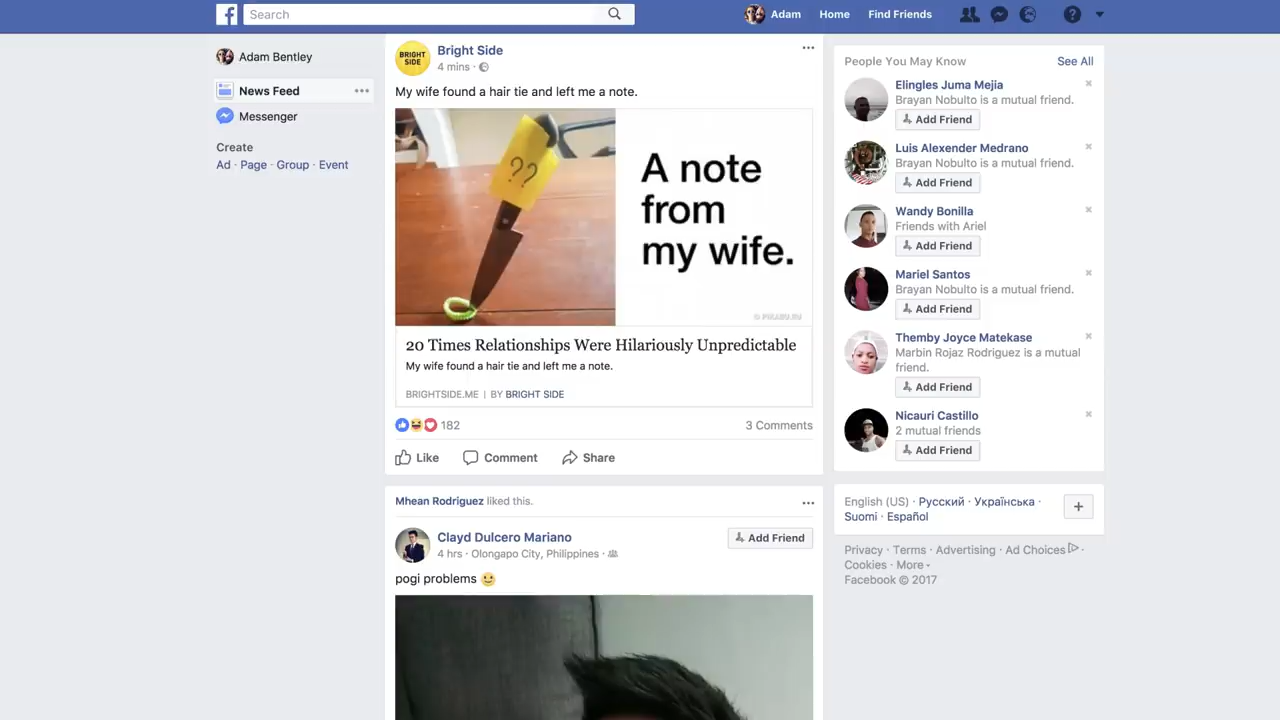 Search
Adam
Home
Find Friends
Adam Bentley
News Feed
Messenger
Create
Ad · Page · Group · Event
BRIGHT
SIDE
Bright Side
4 mins ·
My wife found a hair tie and left me a note.
??
A note
from
my wife.
© PIKABU.RU
20 Times Relationships Were Hilariously Unpredictable
My wife found a hair tie and left me a note.
BRIGHTSIDE.ME | BY BRIGHT SIDE
182
3 Comments
Like
Comment
Share
Mhean Rodriguez liked this.
Clayd Dulcero Mariano
4 hrs · Olongapo City, Philippines ·
Add Friend
pogi problems
People You May Know
See All
Elingles Juma Mejia
Brayan Nobulto is a mutual friend.
Add Friend
Luis Alexender Medrano
Brayan Nobulto is a mutual friend.
Add Friend
Wandy Bonilla
Friends with Ariel
Add Friend
Mariel Santos
Brayan Nobulto is a mutual friend.
Add Friend
Themby Joyce Matekase
Marbin Rojaz Rodriguez is a mutual
friend.
Add Friend
Nicauri Castillo
2 mutual friends
Add Friend
English (US) · Русский · Українська ·
Suomi · Español
Privacy · Terms · Advertising · Ad Choices ·
Cookies · More
Facebook © 2017